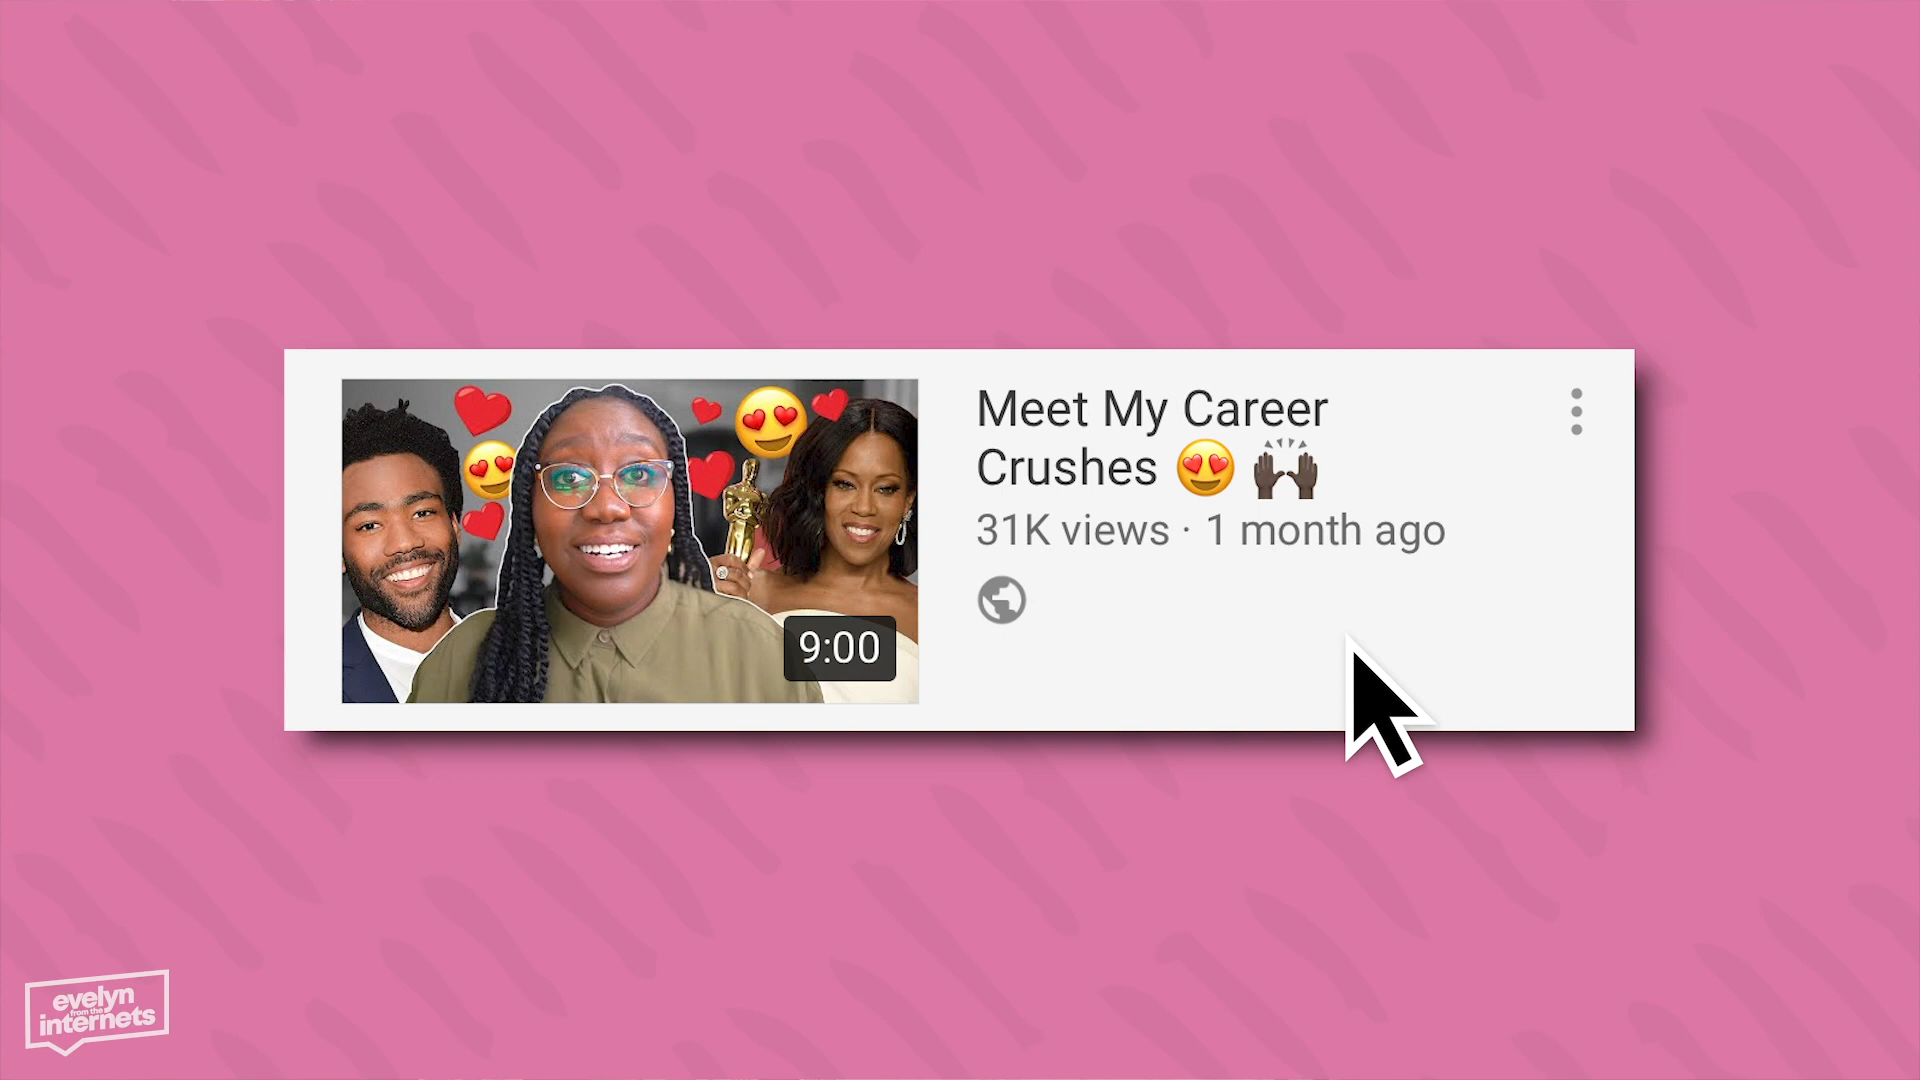 9:00
Meet My Career
Crushes 😍 🙌🏿
31K views · 1 month ago
evelyn
from the
internets